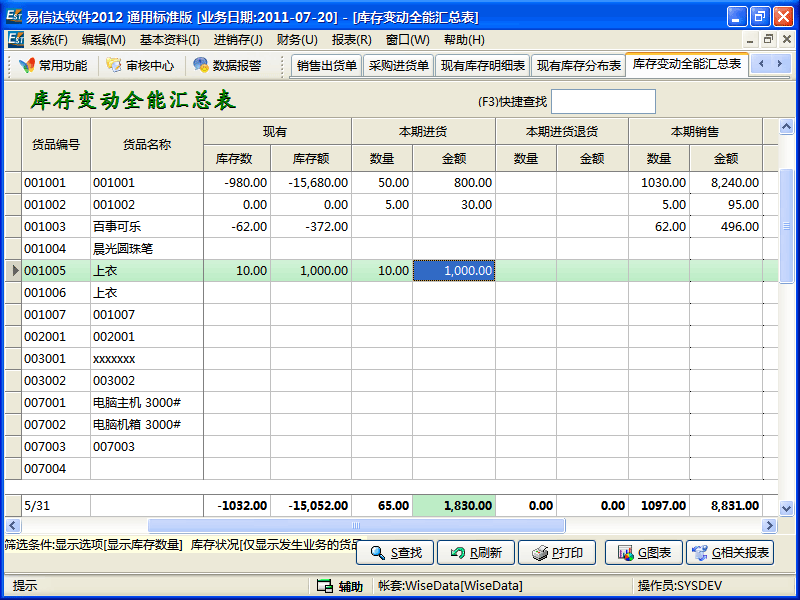 易信达软件2012 通用标准版 [业务日期:2011-07-20] - [库存变动全能汇总表]
系统(F) 编辑(M) 基本资料(I) 进销存(J) 财务(U) 报表(R) 窗口(W) 帮助(H)
常用功能 审核中心 数据报警 销售出货单 采购进货单 现有库存明细表 现有库存分布表 库存变动全能汇总表
库存变动全能汇总表 (F3)快捷查找
货品编号 货品名称 现有 本期进货 本期进货退货 本期销售
库存数 库存额 数量 金额 数量 金额 数量 金额
001001 001001 -980.00 -15,680.00 50.00 800.00 1030.00 8,240.00
001002 001002 0.00 0.00 5.00 30.00 5.00 95.00
001003 百事可乐 -62.00 -372.00 62.00 496.00
001004 晨光圆珠笔
001005 上衣 10.00 1,000.00 10.00 1,000.00
001006 上衣
001007 001007
002001 002001
003001 xxxxxxx
003002 003002
007001 电脑主机 3000#
007002 电脑机箱 3000#
007003 007003
007004
5/31 -1032.00 -15,052.00 65.00 1,830.00 0.00 0.00 1097.00 8,831.00
筛选条件:显示选项[显示库存数量] 库存状况[仅显示发生业务的货品 S查找 R刷新 P打印 G图表 G相关报表
提示 辅助 帐套:WiseData[WiseData] 操作员:SYSDEV